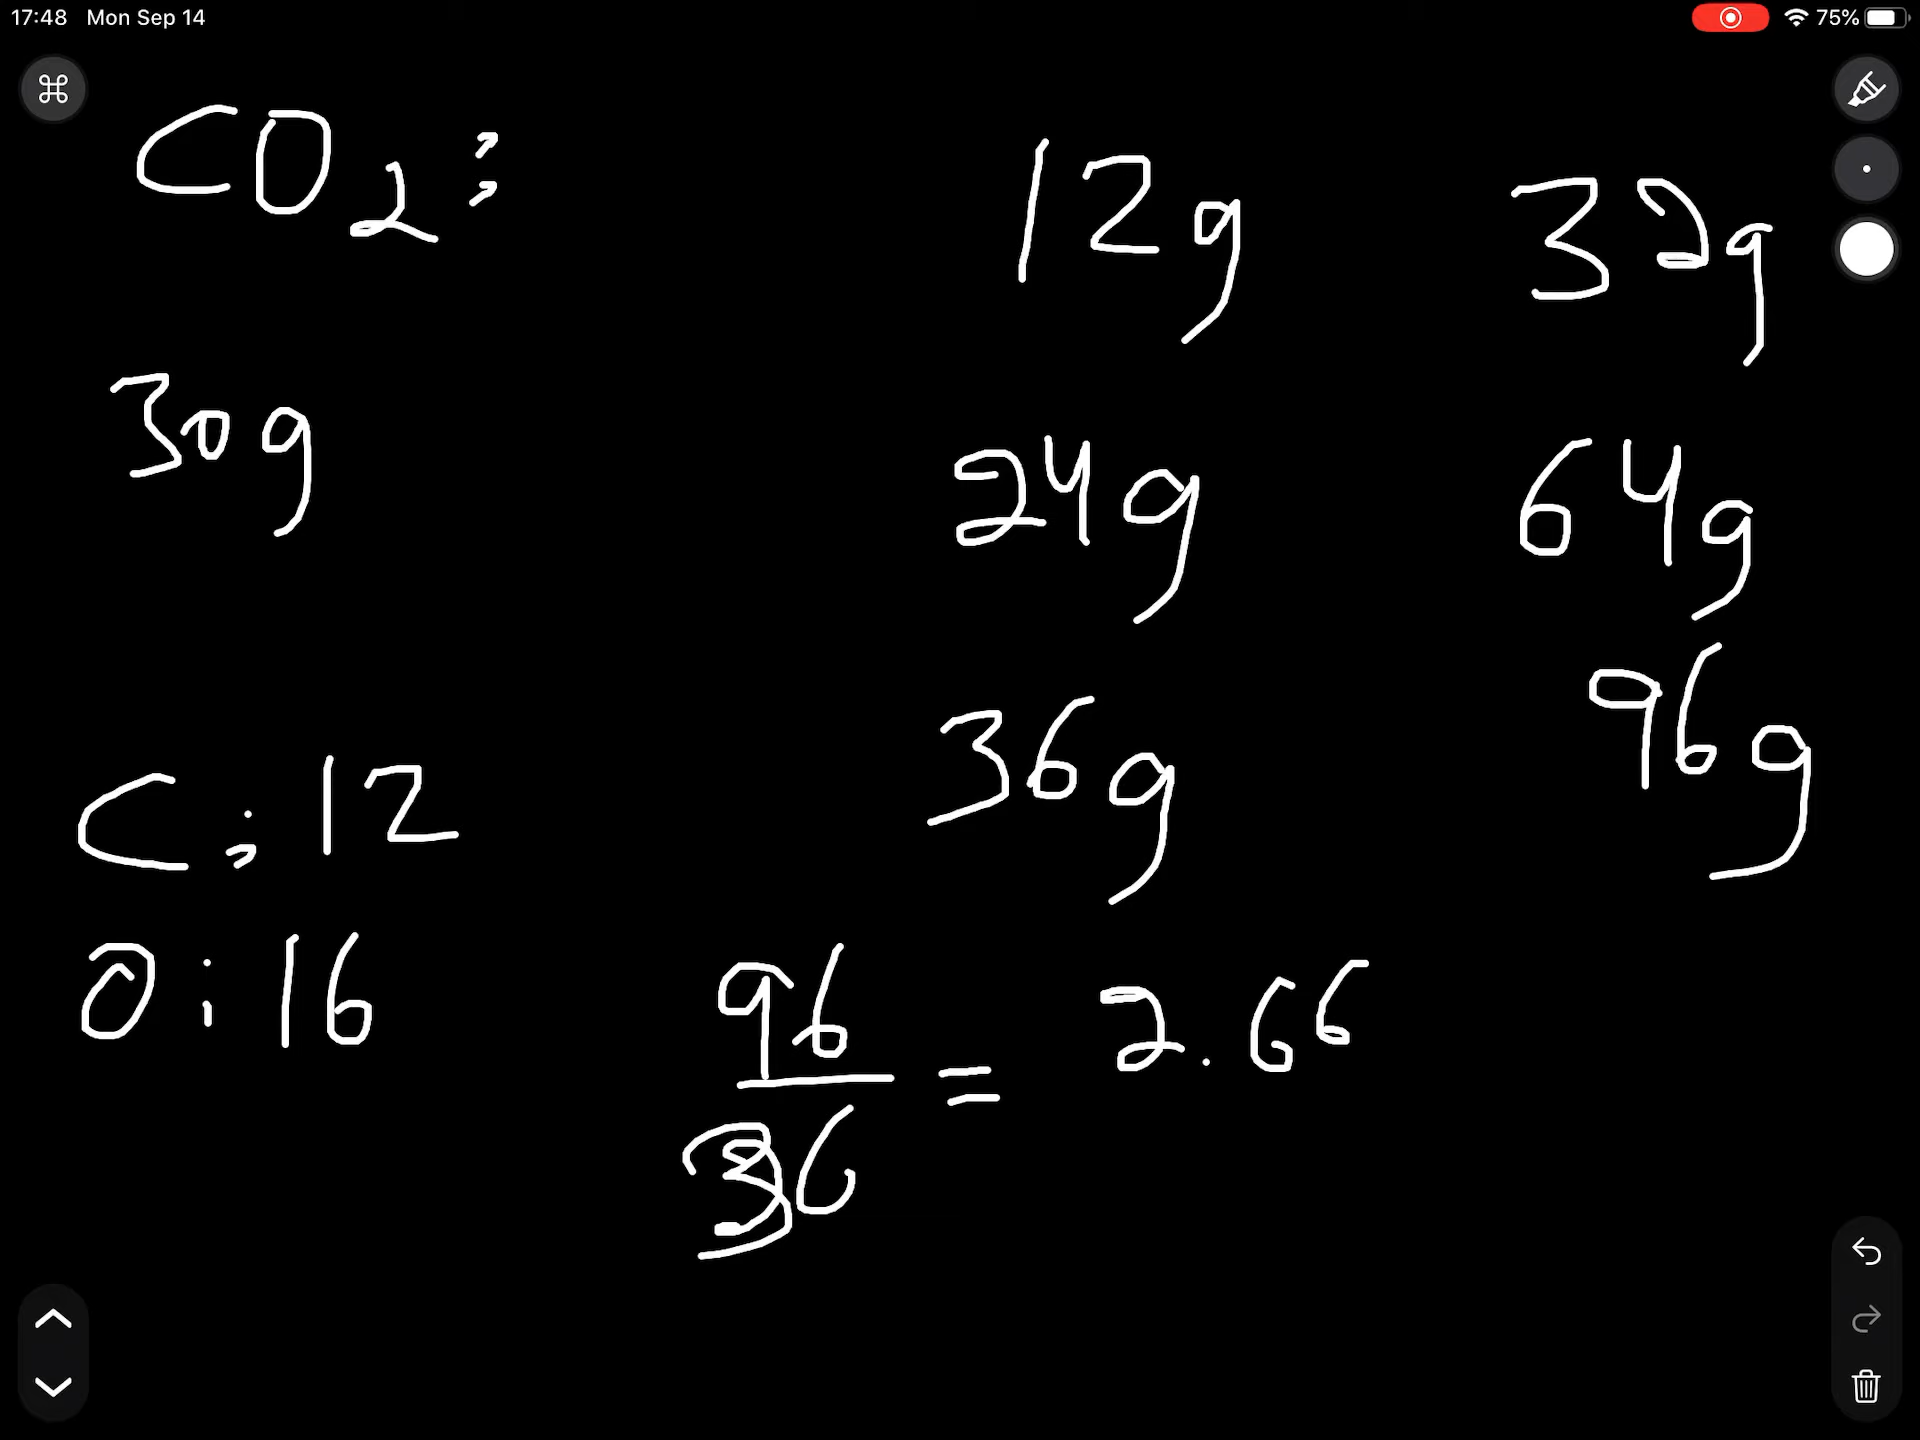 17:48 Mon Sep 14 75%
CO2: 12g 32g
30g 24g 64g
36g 96g
C: 12
O: 16
96/36 = 2.66